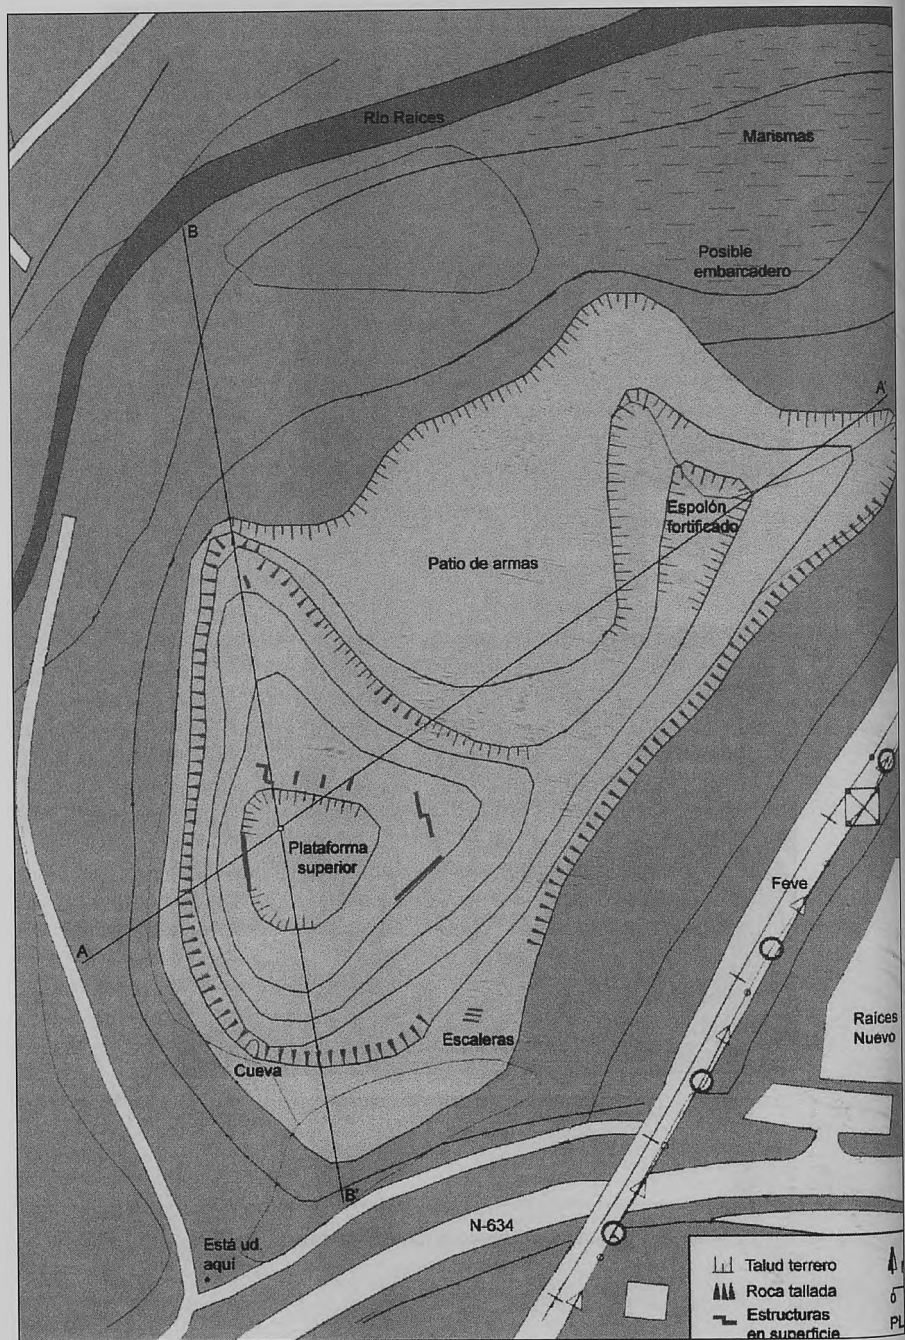 Río Raíces
Marismas
B
Posible
embarcadero
A'
Espolón
fortificado
Patio de armas
Plataforma
superior
Feve
A
Escaleras
Raíces
Nuevo
Cueva
B'
N-634
Está ud.
aquí
Talud terrero
Roca tallada
Estructuras
en superficie
PL